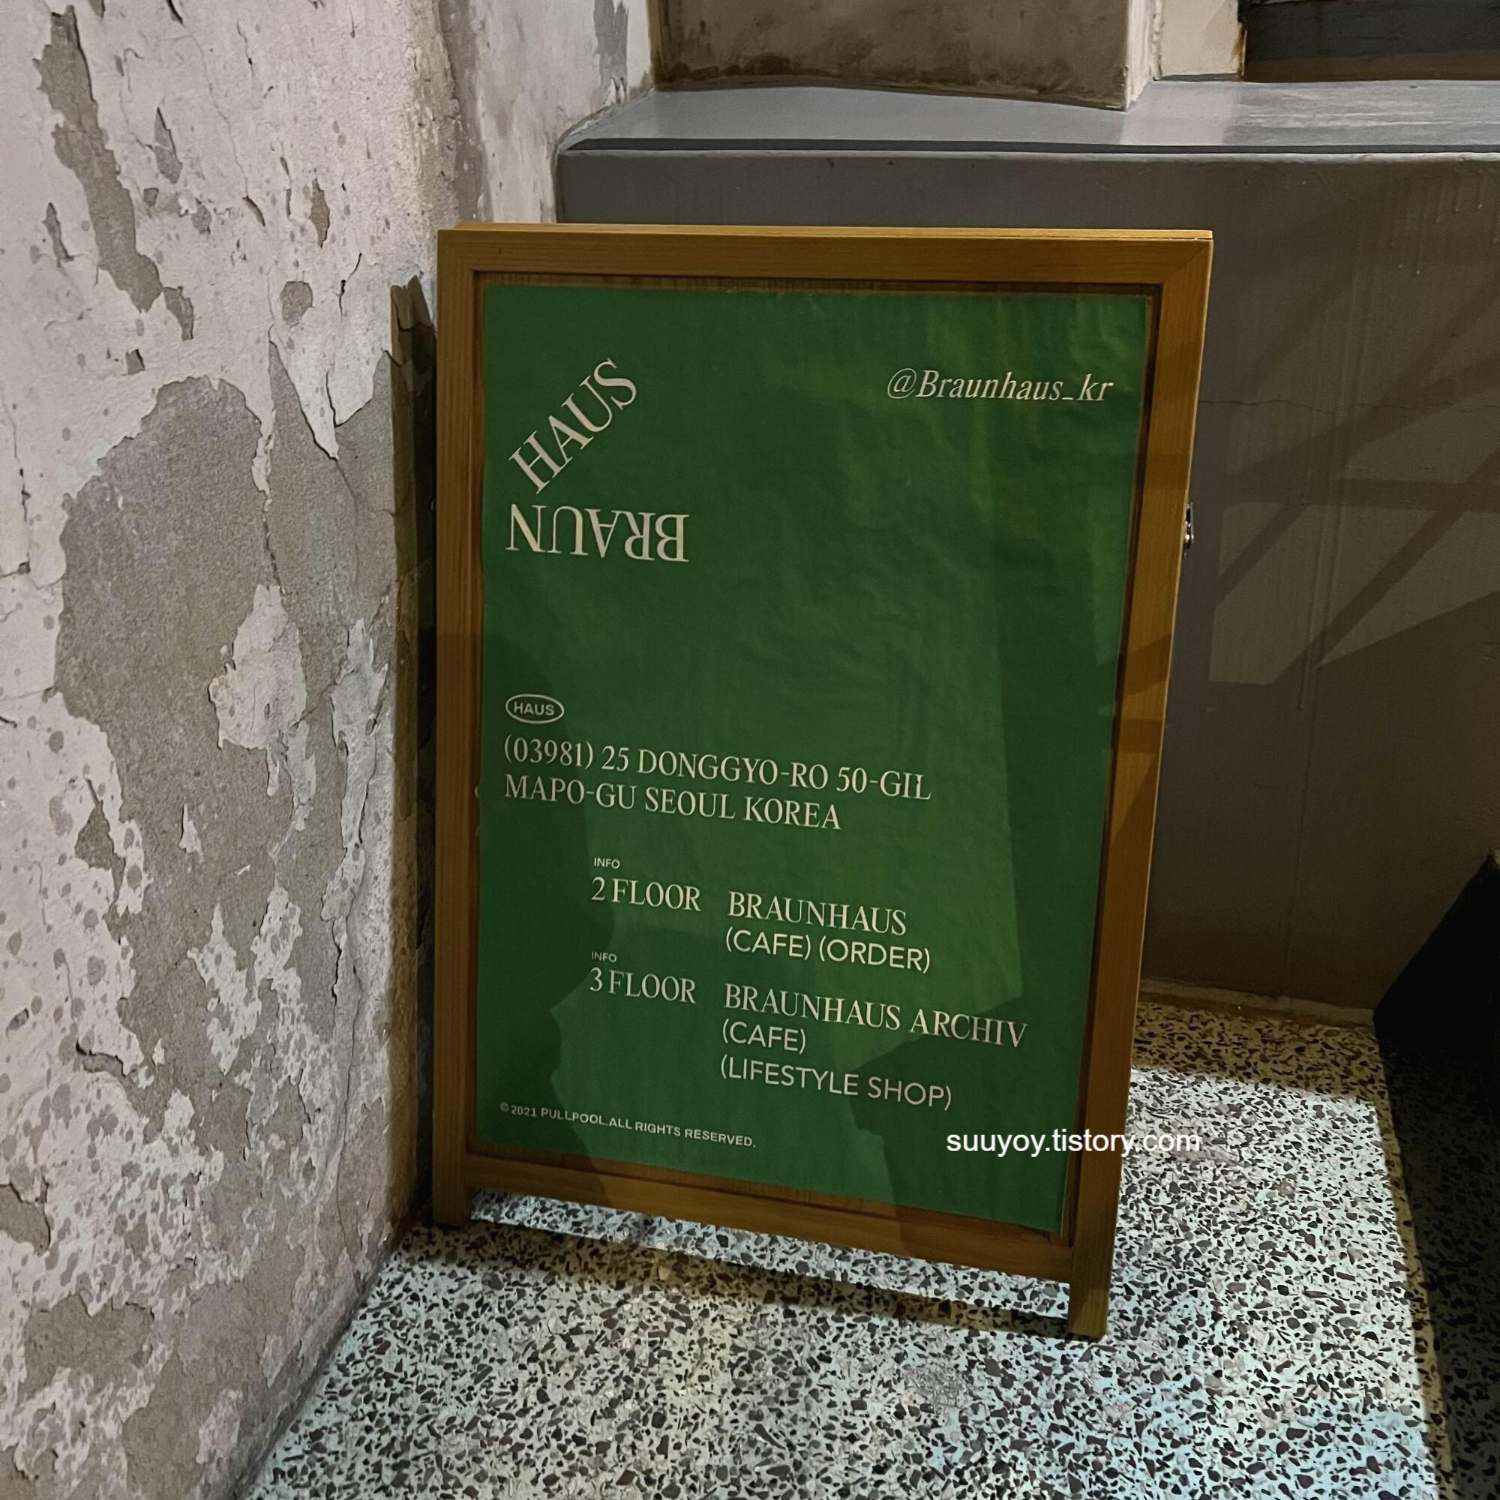 HAUS
BRAUN
@Braunhaus_kr
HAUS
(03981) 25 DONGGYO-RO 50-GIL
MAPO-GU SEOUL KOREA
INFO
2 FLOOR BRAUNHAUS
(CAFE) (ORDER)
INFO
3 FLOOR BRAUNHAUS ARCHIV
(CAFE)
(LIFESTYLE SHOP)
©2021 PULLPOOL.ALL RIGHTS RESERVED.
suuyoy.tistory.com